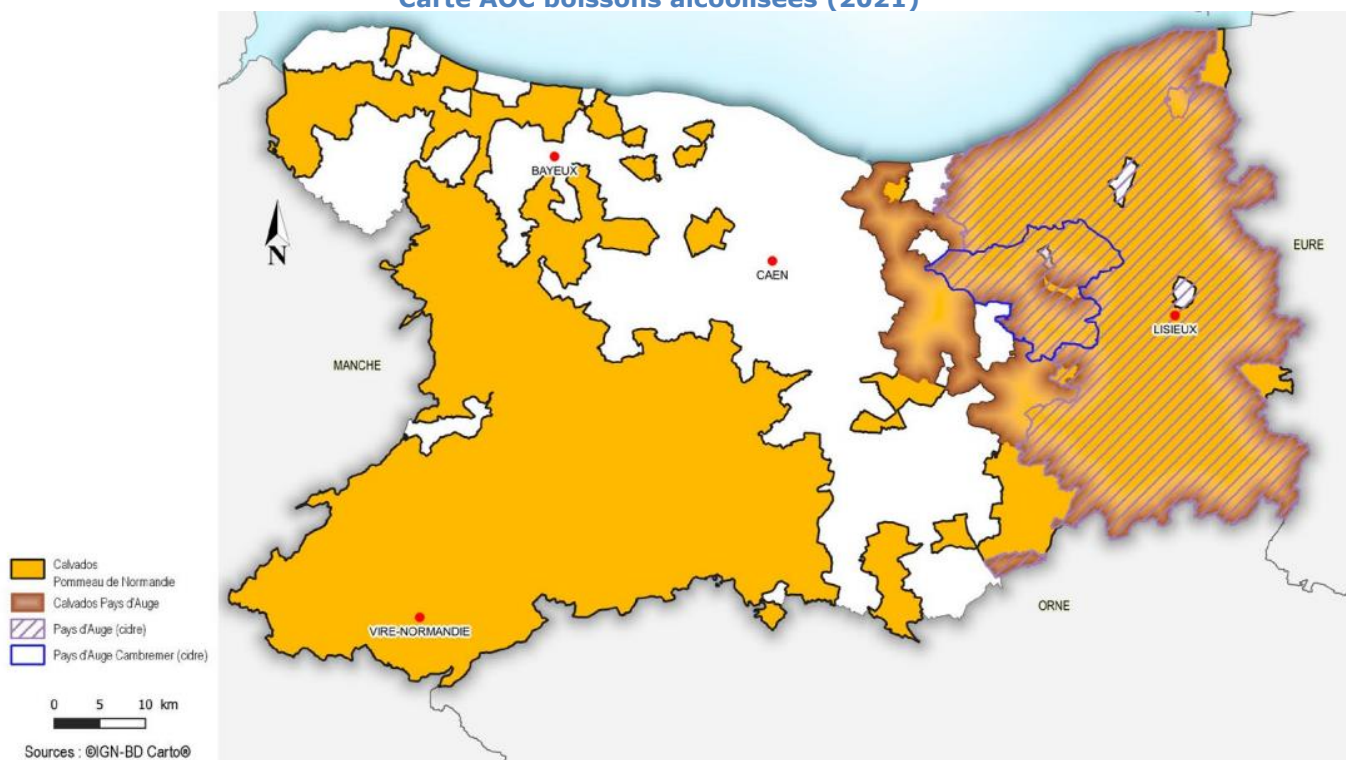 Carte AOC boissons alcoolisées (2021)
BAYEUX
N
CAEN
EURE
LISIEUX
MANCHE
ORNE
VIRE-NORMANDIE
Calvados
Pommeau de Normandie
Calvados Pays d'Auge
Pays d'Auge (cidre)
Pays d'Auge Cambremer (cidre)
0 5 10 km
Sources : ©IGN-BD Carto®